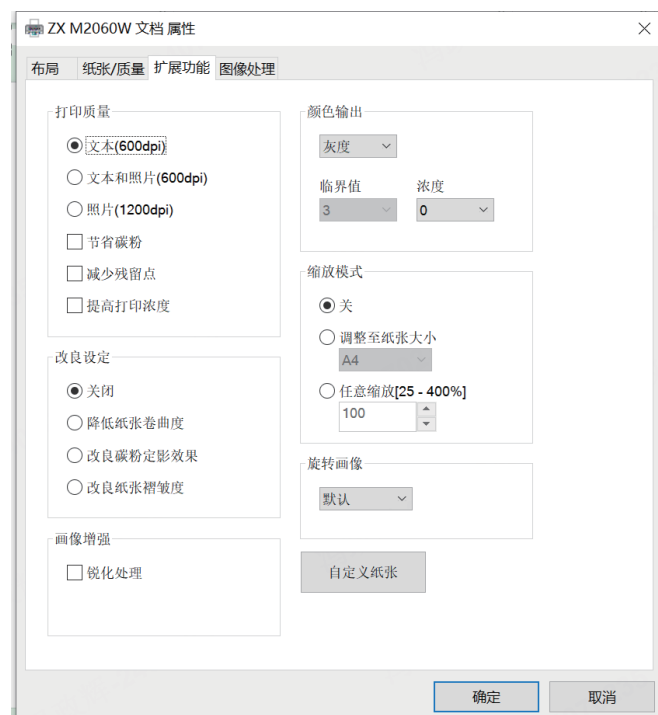 ZX M2060W 文档 属性
布局 纸张/质量 扩展功能 图像处理
打印质量
文本(600dpi)
文本和照片(600dpi)
照片(1200dpi)
节省碳粉
减少残留点
提高打印浓度
改良设定
关闭
降低纸张卷曲度
改良碳粉定影效果
改良纸张褶皱度
画像增强
锐化处理
颜色输出
灰度
临界值 浓度
3 0
缩放模式
关
调整至纸张大小
A4
任意缩放[25 - 400%]
100
旋转画像
默认
自定义纸张
确定 取消